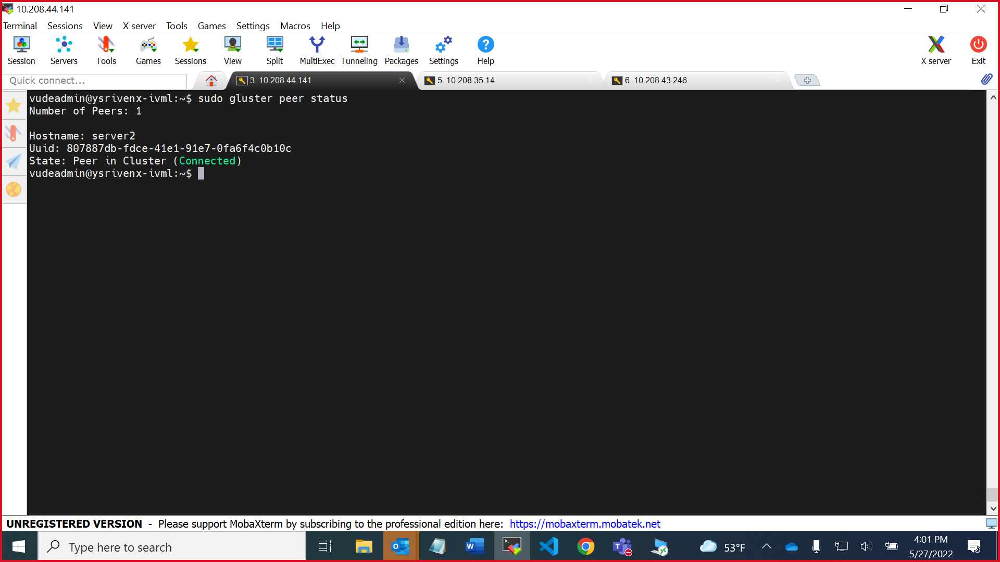 10.208.44.141
Terminal Sessions View X server Tools Games Settings Macros Help
Session Servers Tools Games Sessions View Split MultiExec Tunneling Packages Settings Help X server Exit
Quick connect... 3. 10.208.44.141 5. 10.208.35.14 6. 10.208.43.246
vudeadmin@ysrivenx-ivml:~$ sudo gluster peer status
Number of Peers: 1
Hostname: server2
Uuid: 807887db-fdce-41e1-91e7-0fa6f4c0b10c
State: Peer in Cluster (Connected)
vudeadmin@ysrivenx-ivml:~$
UNREGISTERED VERSION - Please support MobaXterm by subscribing to the professional edition here: https://mobaxterm.mobatek.net
Type here to search 53°F 4:01 PM
5/27/2022